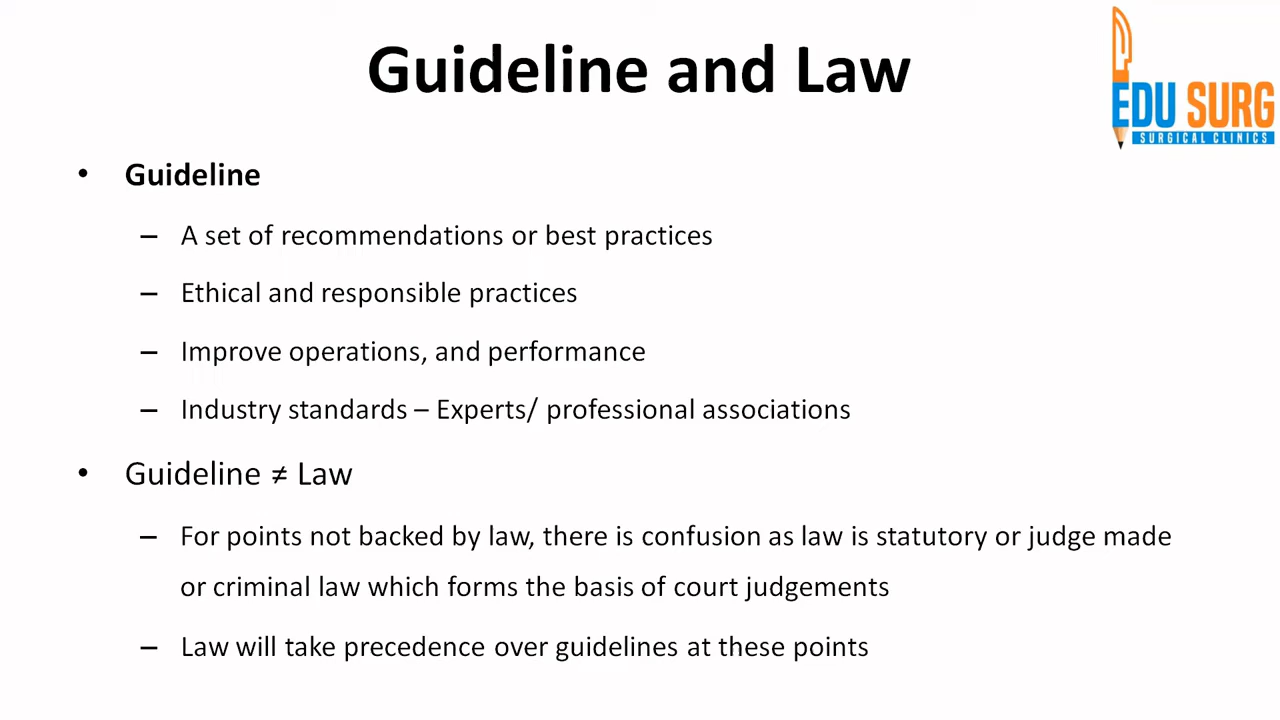 Guideline and Law
EDU SURG
SURGICAL CLINICS
• Guideline
– A set of recommendations or best practices
– Ethical and responsible practices
– Improve operations, and performance
– Industry standards – Experts/ professional associations
• Guideline ≠ Law
– For points not backed by law, there is confusion as law is statutory or judge made
or criminal law which forms the basis of court judgements
– Law will take precedence over guidelines at these points